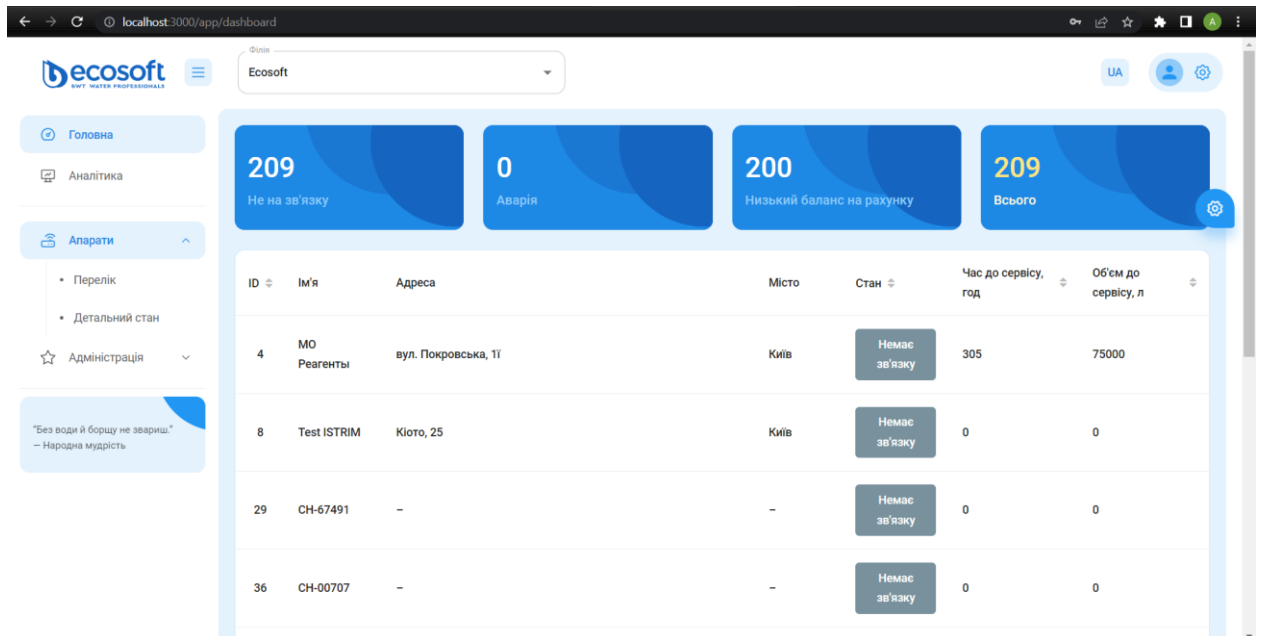 localhost:3000/app/dashboard
A
ecosoft
BWT WATER PROFESSIONALS
Філія
Ecosoft
UA
Головна
Аналітика
Апарати
Перелік
Детальний стан
Адміністрація
"Без води й борщу не звариш."
— Народна мудрість
209
Не на зв'язку
0
Аварія
200
Низький баланс на рахунку
209
Всього
ID Ім'я Адреса Місто Стан Час до сервісу, год Об'єм до сервісу, л
4 МО Реагенты вул. Покровська, 1ї Київ Немає зв'язку 305 75000
8 Test ISTRIM Кіото, 25 Київ Немає зв'язку 0 0
29 CH-67491 – – Немає зв'язку 0 0
36 CH-00707 – – Немає зв'язку 0 0